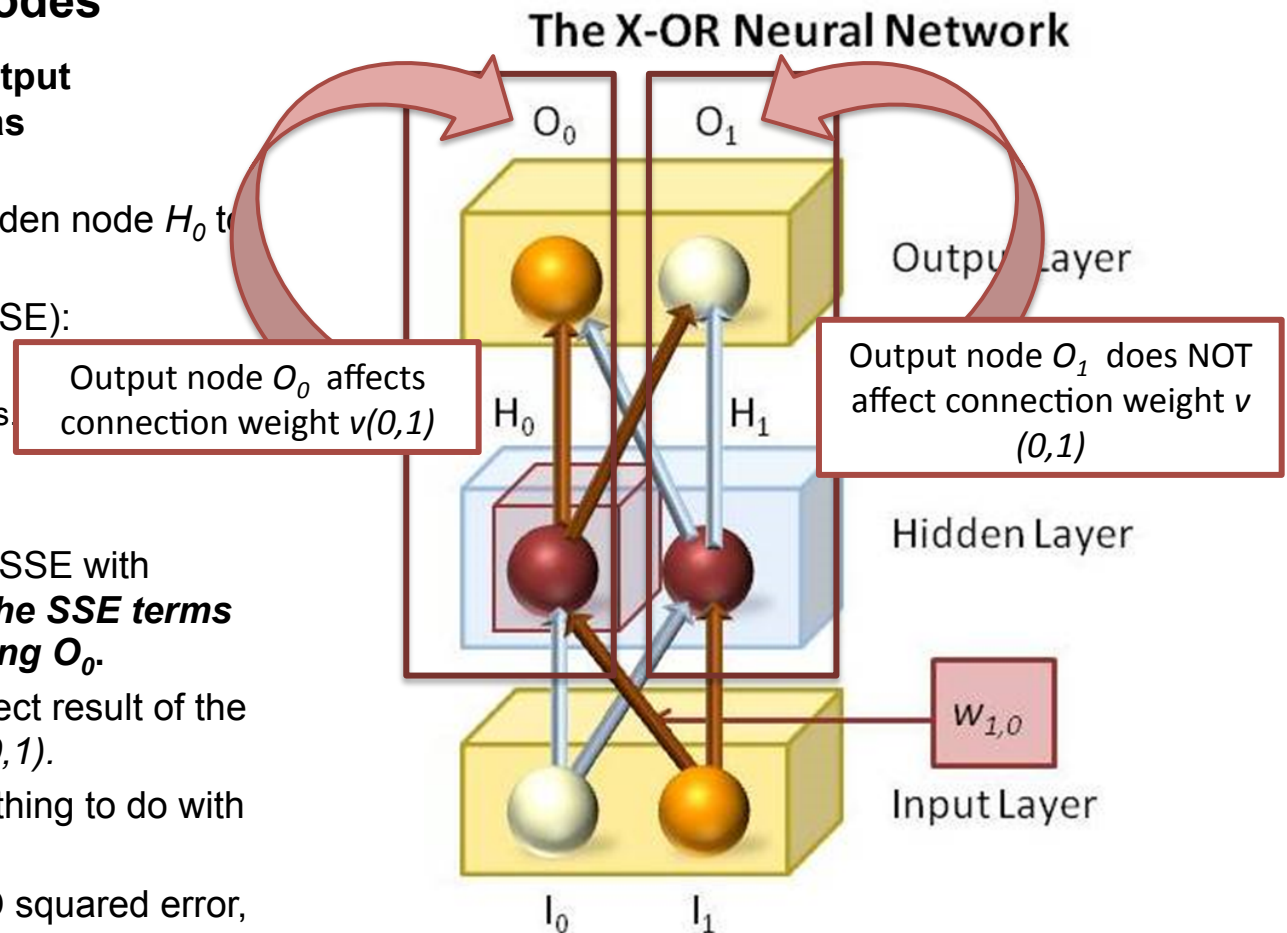 odes
The X-OR Neural Network
tput
as
O₀ O₁
dden node H₀ to
Output Layer
SE):
Output node O₀ affects
connection weight v(0,1)
Output node O₁ does NOT
affect connection weight v
(0,1)
s.
H₀ H₁
Hidden Layer
SSE with
he SSE terms
ng O₀.
ect result of the
0,1).
w₁,₀
thing to do with
Input Layer
squared error,
I₀ I₁